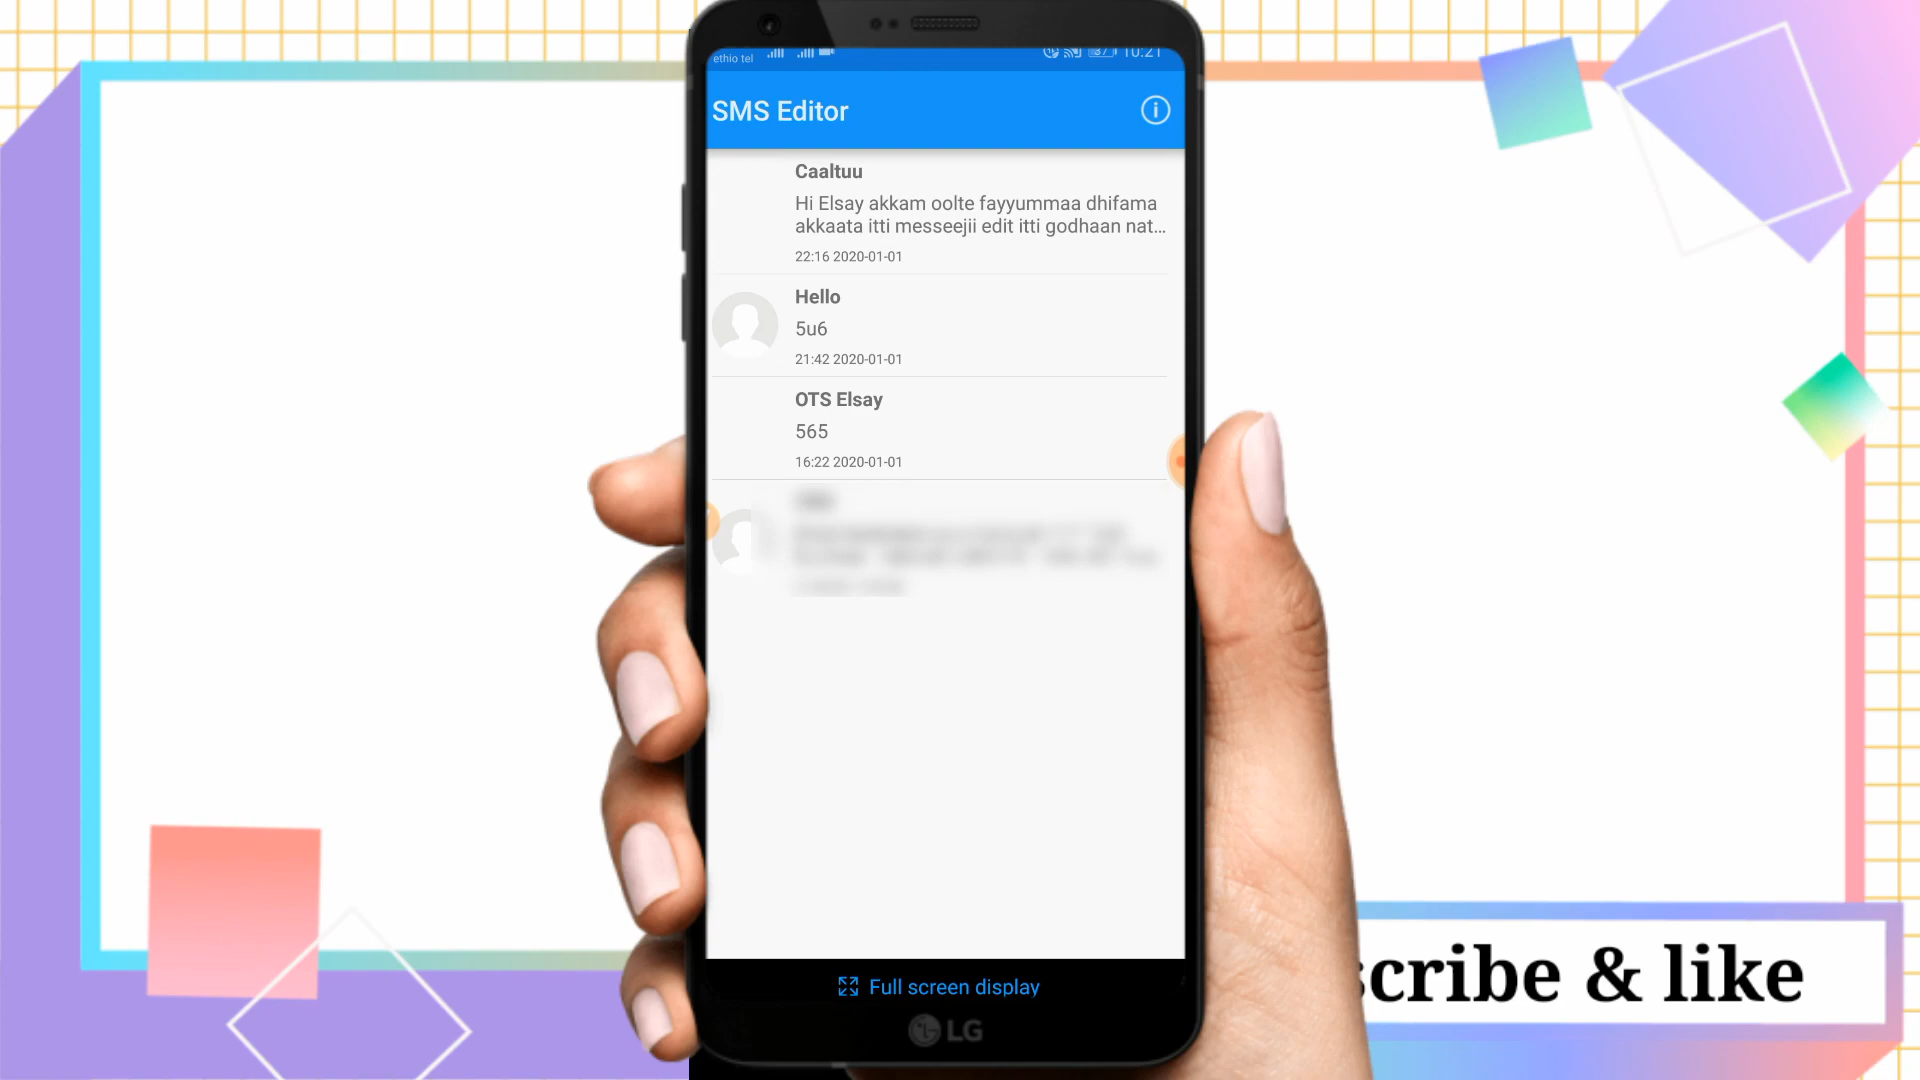 ethio tel
37
10:21
SMS Editor
Caaltuu
Hi Elsay akkam oolte fayyummaa dhifama
akkaata itti messeejii edit itti godhaan nat...
22:16 2020-01-01
Hello
5u6
21:42 2020-01-01
OTS Elsay
565
16:22 2020-01-01
Full screen display
LG
scribe & like